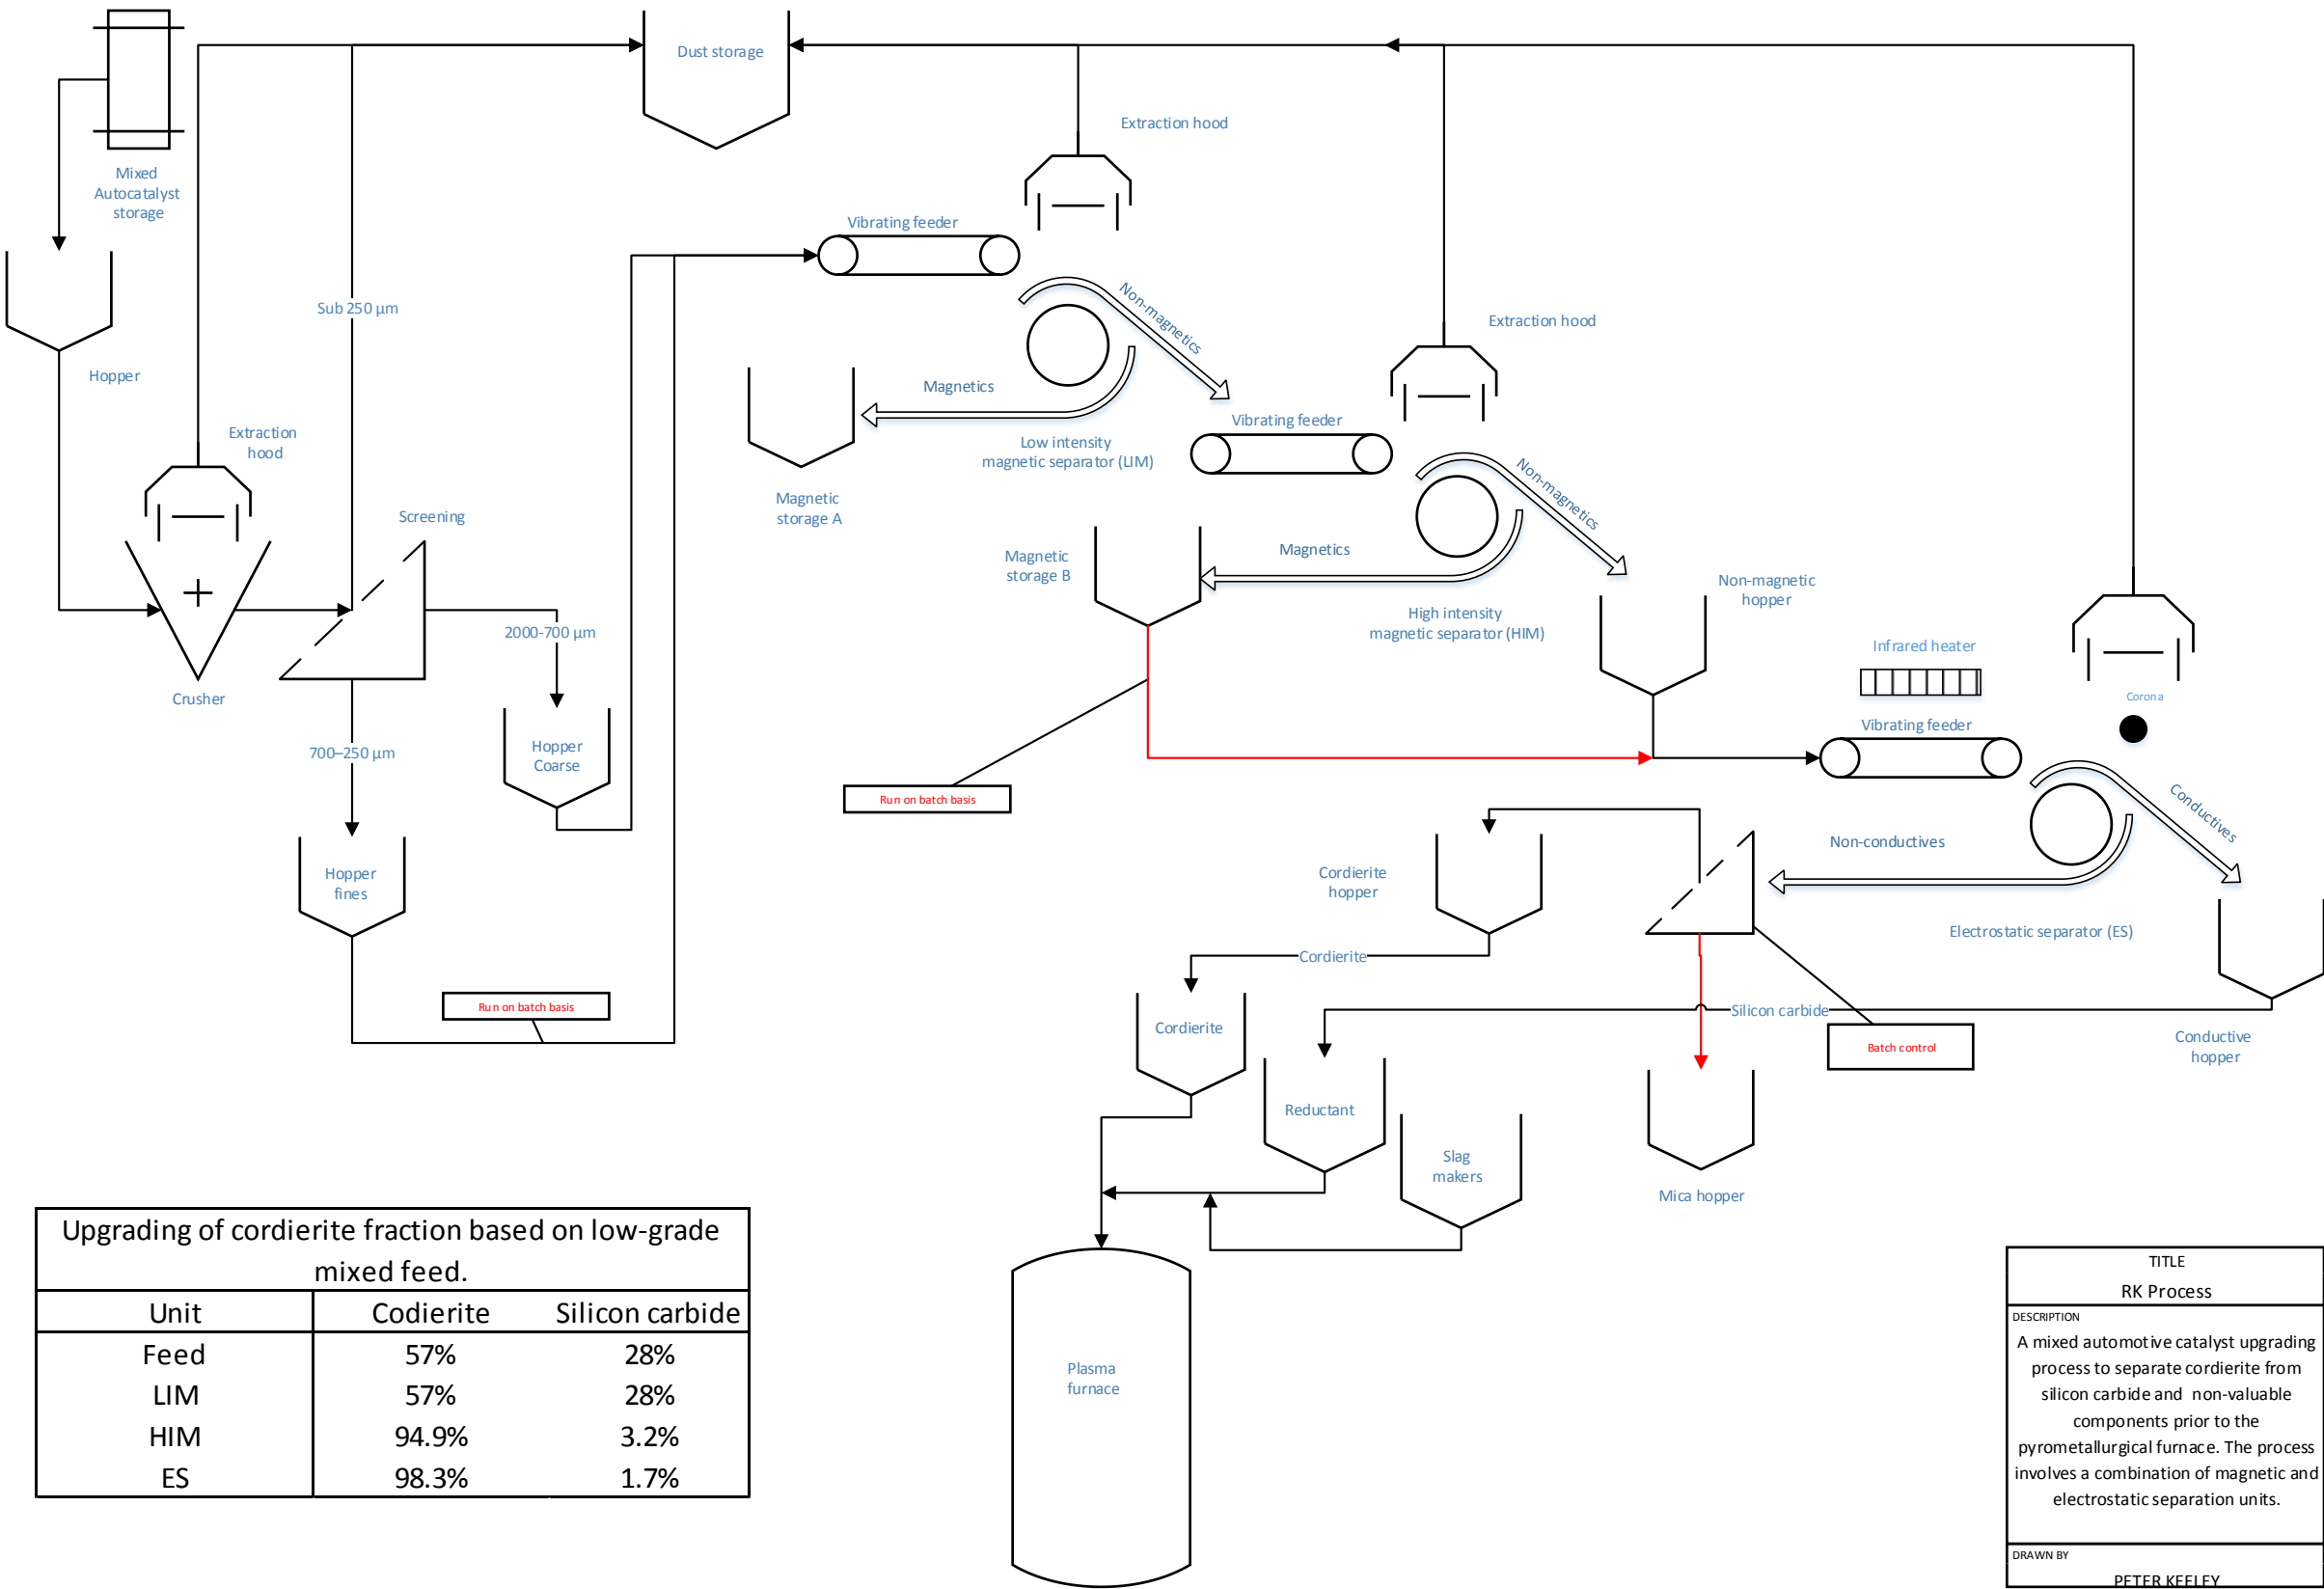 Dust storage
Extraction hood
Mixed
Autocatalyst
storage
Vibrating feeder
Non-magnetics
Sub 250 µm
Extraction hood
Hopper
Magnetics
Vibrating feeder
Extraction
hood
Low intensity
magnetic separator (LIM)
Non-magnetics
Magnetic
storage A
Screening
Magnetics
Magnetic
storage B
Non-magnetic
hopper
High intensity
magnetic separator (HIM)
2000-700 µm
Infrared heater
Crusher
Corona
Vibrating feeder
700–250 µm
Hopper
Coarse
Run on batch basis
Conductives
Non-conductives
Cordierite
hopper
Hopper
fines
Electrostatic separator (ES)
Cordierite
Run on batch basis
Silicon carbide
Cordierite
Conductive
hopper
Batch control
Reductant
Slag
makers
Mica hopper
Upgrading of cordierite fraction based on low-grade
mixed feed.
Unit Codierite Silicon carbide
Feed 57% 28%
LIM 57% 28%
HIM 94.9% 3.2%
ES 98.3% 1.7%
Plasma
furnace
TITLE
RK Process
DESCRIPTION
A mixed automotive catalyst upgrading
process to separate cordierite from
silicon carbide and non-valuable
components prior to the
pyrometallurgical furnace. The process
involves a combination of magnetic and
electrostatic separation units.
DRAWN BY
PETER KEELEY